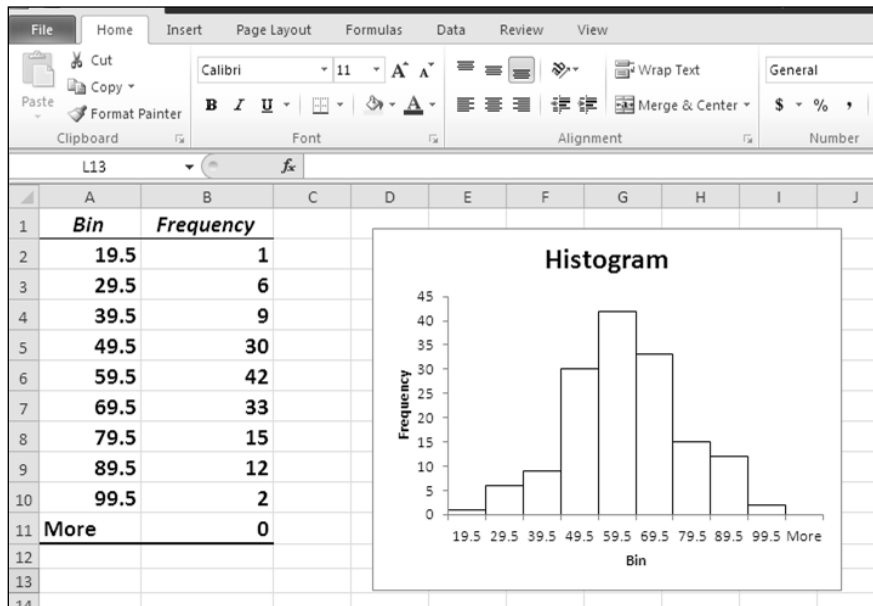 File Home Insert Page Layout Formulas Data Review View
Cut
Copy
Paste
Format Painter
Clipboard
Calibri 11 A A
B I U A
Font
Wrap Text
Merge & Center
Alignment
General
$ % ,
Number
L13 fx
A B C D E F G H I J
1 Bin Frequency
2 19.5 1
3 29.5 6
4 39.5 9
5 49.5 30
6 59.5 42
7 69.5 33
8 79.5 15
9 89.5 12
10 99.5 2
11 More 0
12
13
14
Histogram
Frequency
45
40
35
30
25
20
15
10
5
0
19.5 29.5 39.5 49.5 59.5 69.5 79.5 89.5 99.5 More
Bin